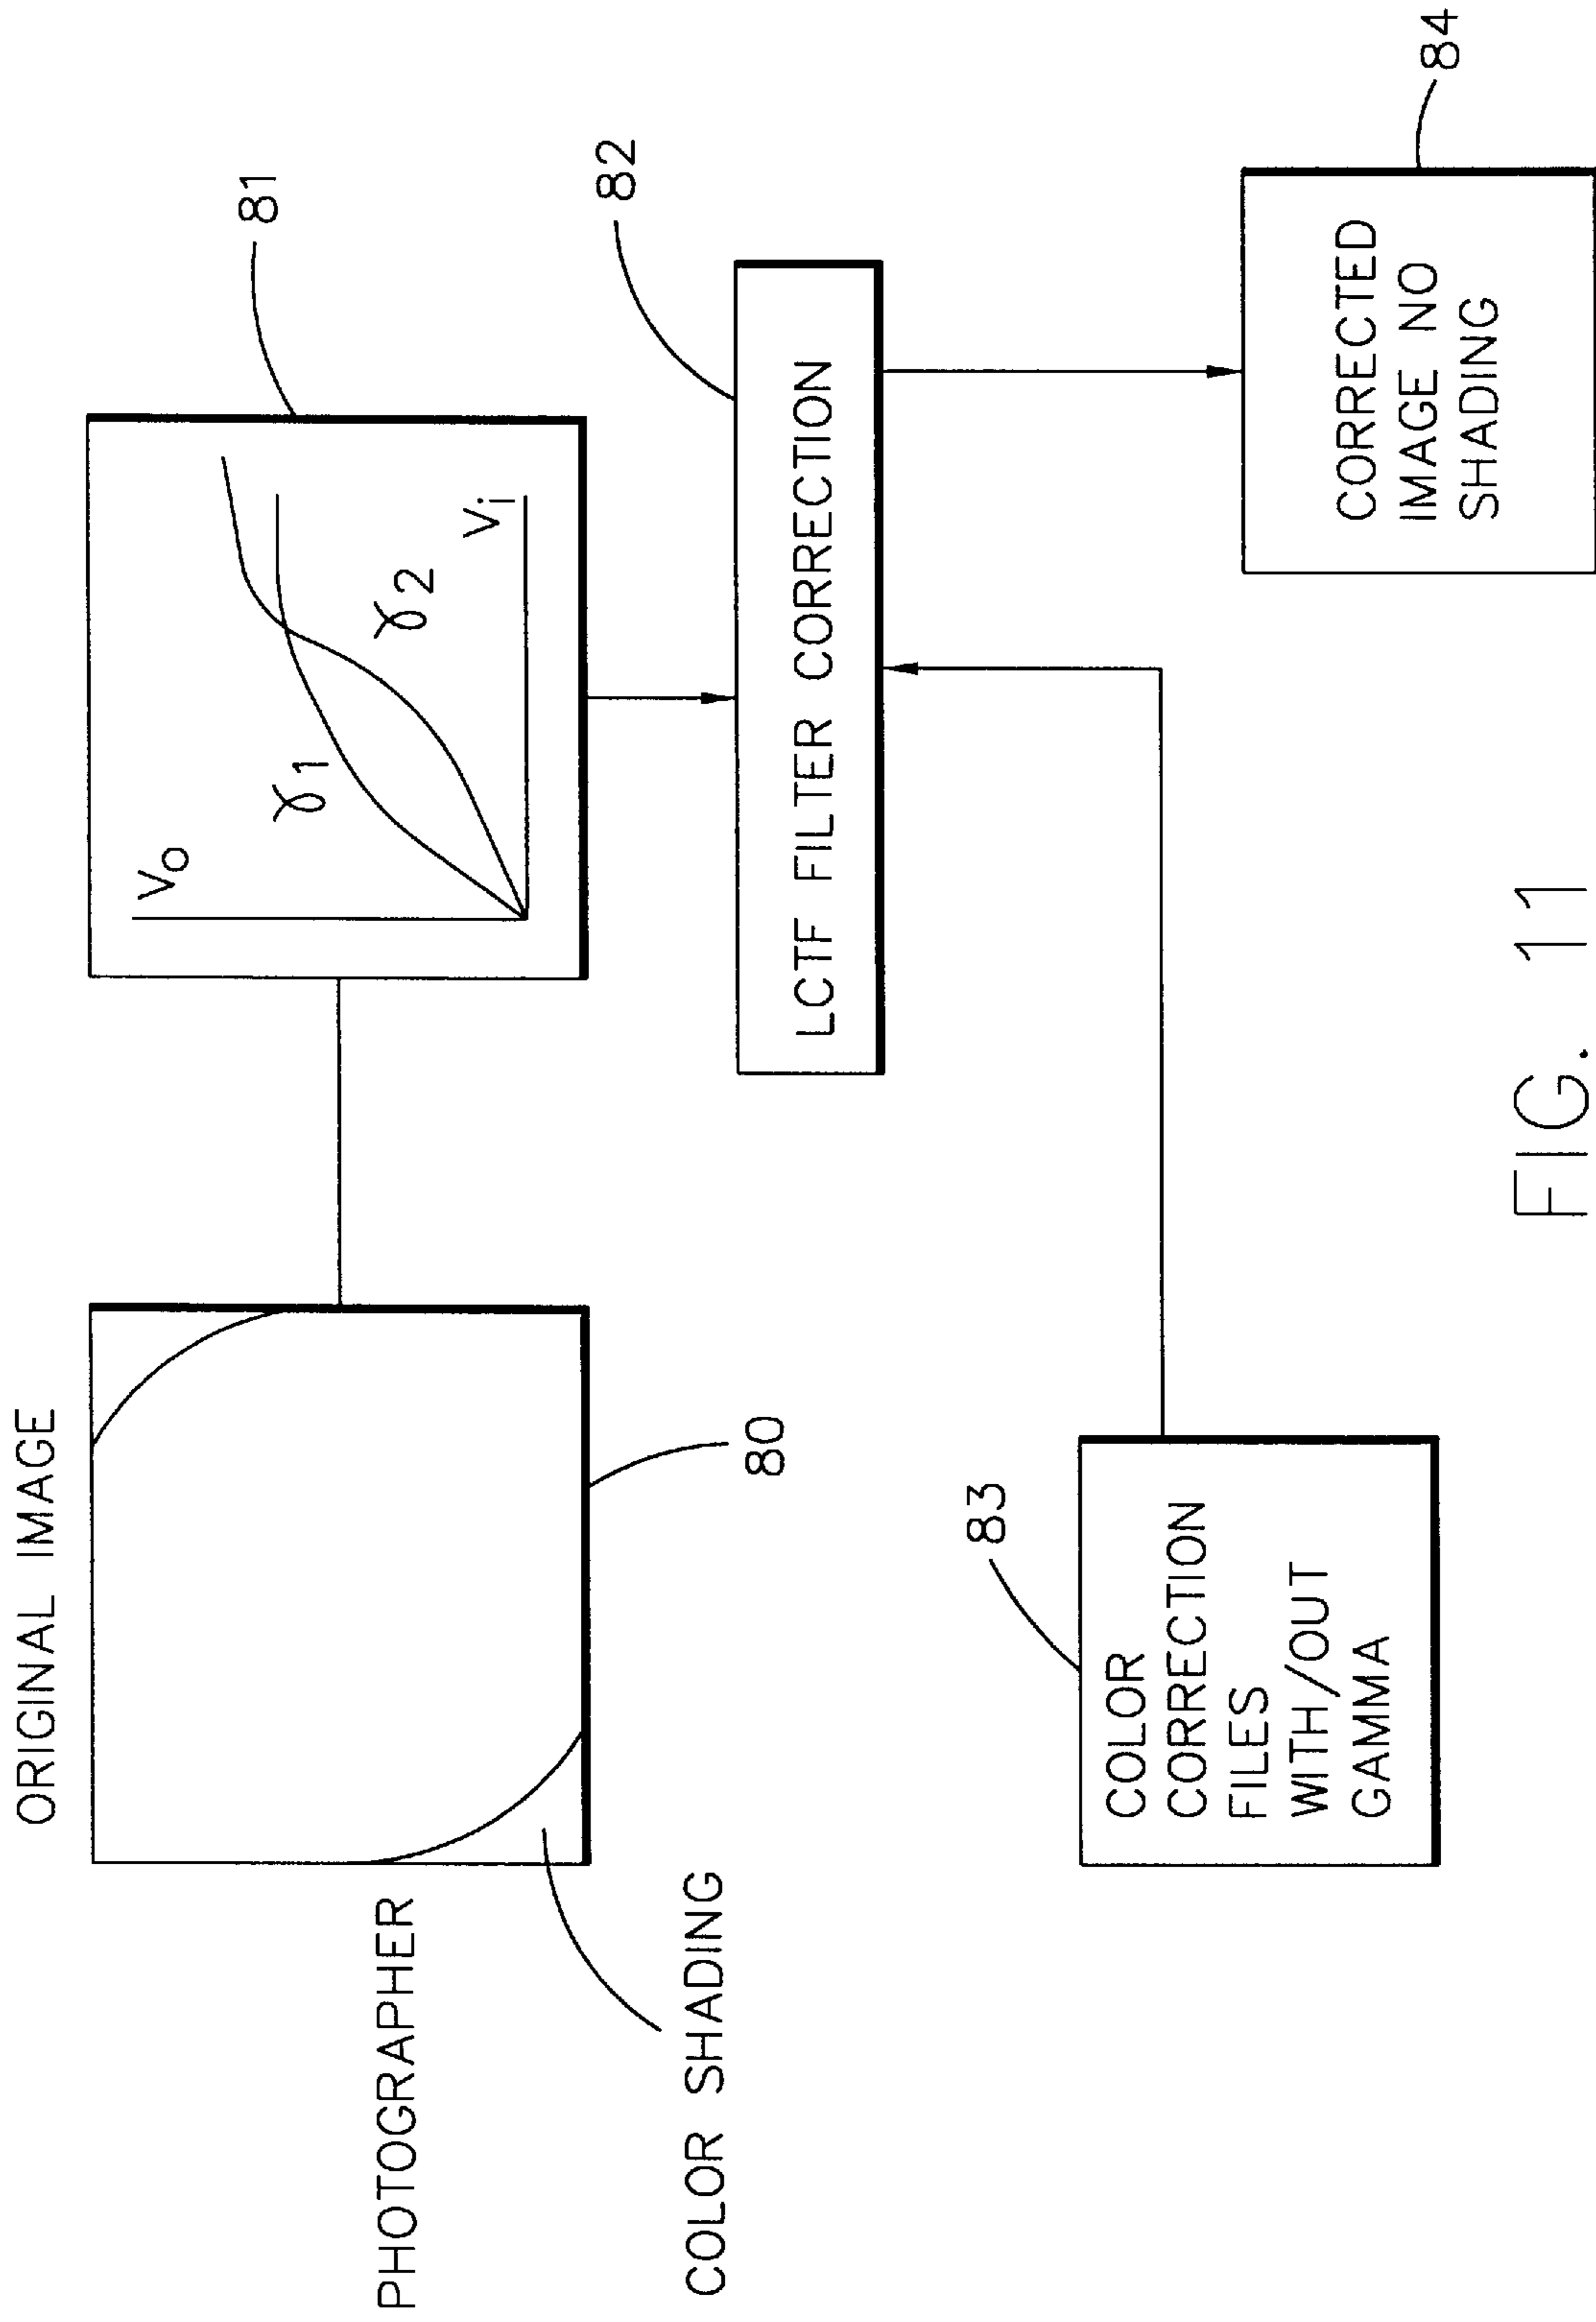 ORIGINAL IMAGE
PHOTOGRAPHER
COLOR SHADING
80
Vo
γ1
γ2
Vi
81
LCTF FILTER CORRECTION
82
83
COLOR
CORRECTION
FILES
WITH/OUT
GAMMA
CORRECTED
IMAGE NO
SHADING
84
FIG. 11